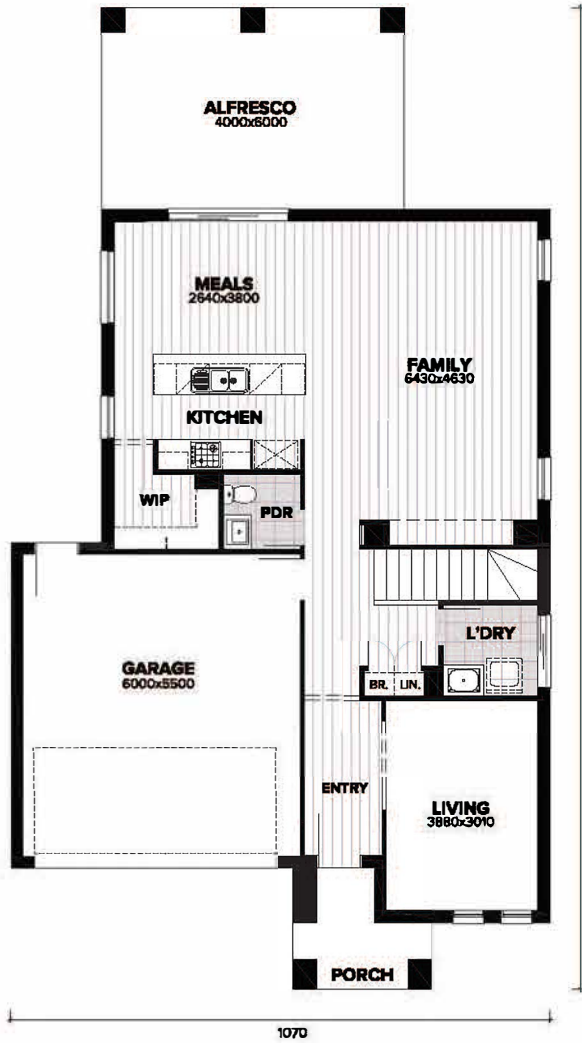 ALFRESCO
4000x6000
MEALS
2640x3800
FAMILY
6430x4630
KITCHEN
WIP
PDR
L'DRY
GARAGE
6000x5500
BR.
LIN.
ENTRY
LIVING
3880x3010
PORCH
1070